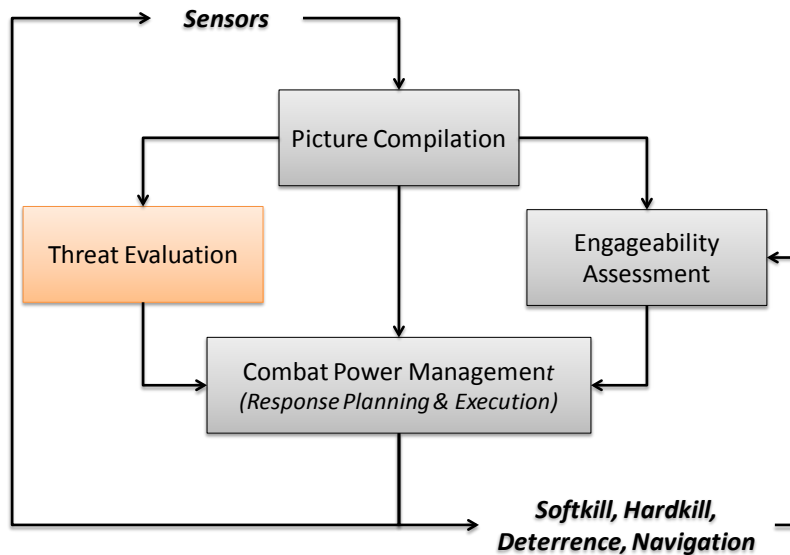 Sensors
Picture Compilation
Threat Evaluation
Engageability
Assessment
Combat Power Management
(Response Planning & Execution)
Softkill, Hardkill,
Deterrence, Navigation